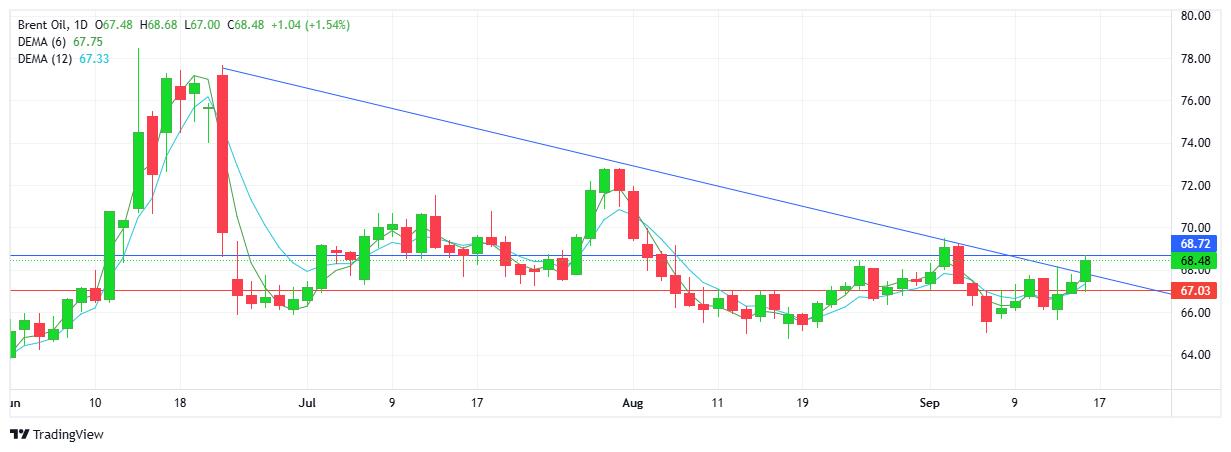 Brent Oil, 1D O67.48 H68.68 L67.00 C68.48 +1.04 (+1.54%)
DEMA (6) 67.75
DEMA (12) 67.33
80.00
78.00
76.00
74.00
72.00
70.00
68.72
68.48
68.00
67.03
66.00
64.00
un 10 18 Jul 9 17 Aug 11 19 Sep 9 17
TradingView